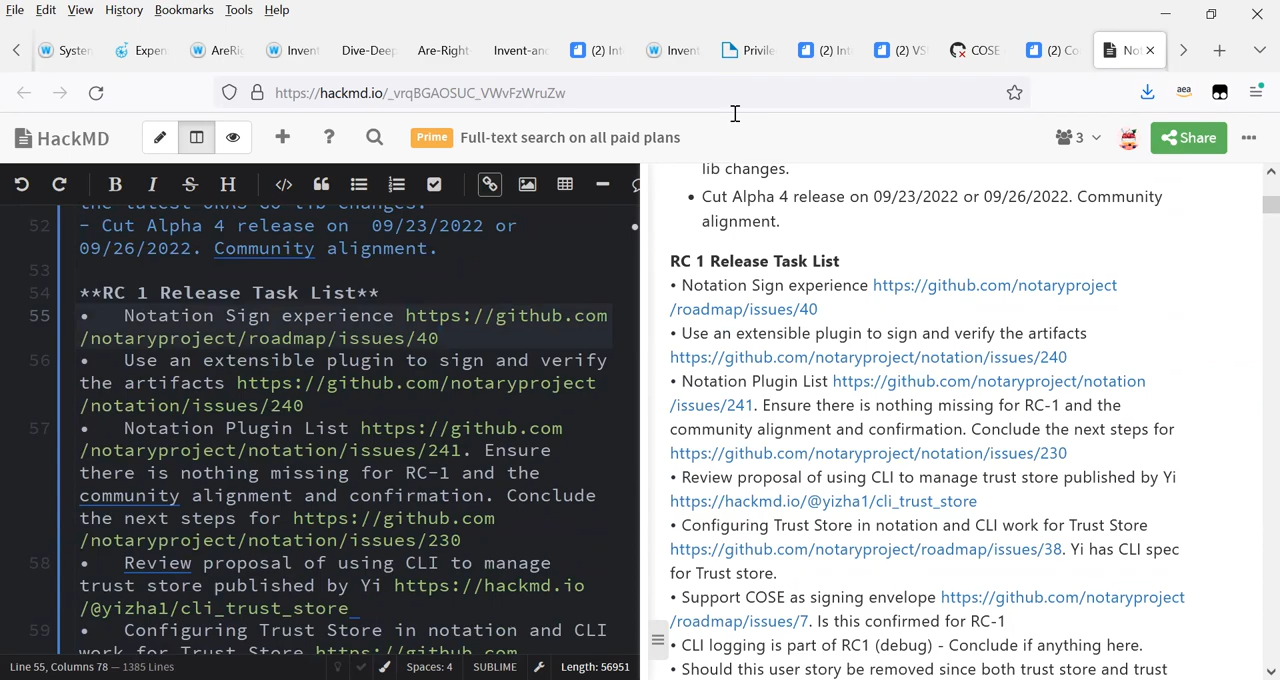 File Edit View History Bookmarks Tools Help
System Expen AreRig Invent Dive-Deep Are-Right Invent-and (2) Int Invent Privile (2) Int (2) VS COSE (2) Co Not
https://hackmd.io/_vrqBGAOSUC_VWvFzWruZw
aea
HackMD Prime Full-text search on all paid plans 3 Share
B I S H
52 - Cut Alpha 4 release on 09/23/2022 or
09/26/2022. Community alignment.
53
54 **RC 1 Release Task List**
55 • Notation Sign experience https://github.com
/notaryproject/roadmap/issues/40
56 • Use an extensible plugin to sign and verify
the artifacts https://github.com/notaryproject
/notation/issues/240
57 • Notation Plugin List https://github.com
/notaryproject/notation/issues/241. Ensure
there is nothing missing for RC-1 and the
community alignment and confirmation. Conclude
the next steps for https://github.com
/notaryproject/notation/issues/230
58 • Review proposal of using CLI to manage
trust store published by Yi https://hackmd.io
/@yizha1/cli_trust_store
59 • Configuring Trust Store in notation and CLI
work for Trust Store https://github.com
Line 55, Columns 78 — 1385 Lines Spaces: 4 SUBLIME Length: 56951
lib changes.
• Cut Alpha 4 release on 09/23/2022 or 09/26/2022. Community
alignment.
RC 1 Release Task List
• Notation Sign experience https://github.com/notaryproject
/roadmap/issues/40
• Use an extensible plugin to sign and verify the artifacts
https://github.com/notaryproject/notation/issues/240
• Notation Plugin List https://github.com/notaryproject/notation
/issues/241. Ensure there is nothing missing for RC-1 and the
community alignment and confirmation. Conclude the next steps for
https://github.com/notaryproject/notation/issues/230
• Review proposal of using CLI to manage trust store published by Yi
https://hackmd.io/@yizha1/cli_trust_store
• Configuring Trust Store in notation and CLI work for Trust Store
https://github.com/notaryproject/roadmap/issues/38. Yi has CLI spec
for Trust store.
• Support COSE as signing envelope https://github.com/notaryproject
/roadmap/issues/7. Is this confirmed for RC-1
• CLI logging is part of RC1 (debug) - Conclude if anything here.
• Should this user story be removed since both trust store and trust